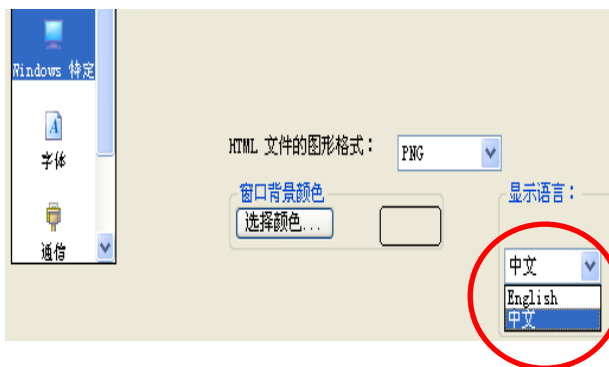 Windows 特定
字体
通信
HTML 文件的图形格式：
PNG
窗口背景颜色
选择颜色...
显示语言：
中文
English
中文